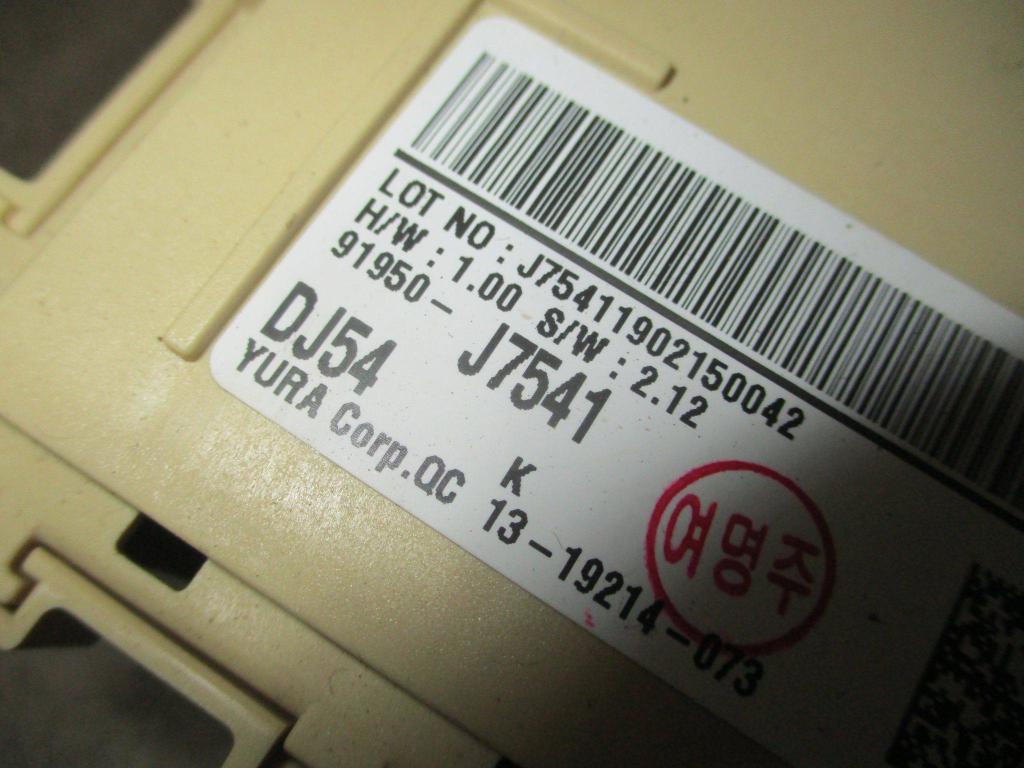 LOT NO : J75411902150042
H/W : 1.00 S/W : 2.12
91950- J7541
DJ54 K
YURA Corp.QC 13-19214-073
여명주